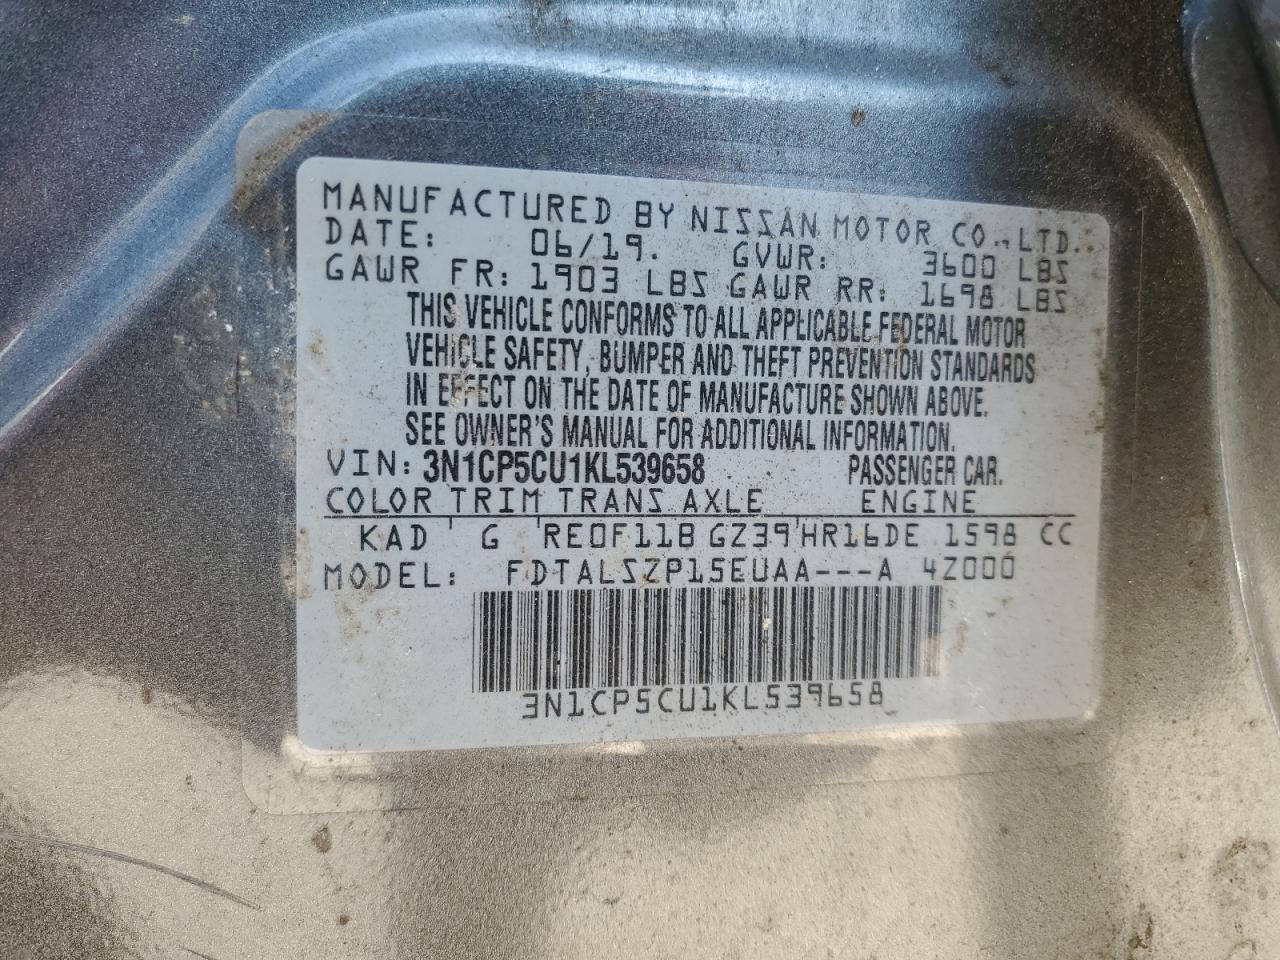 MANUFACTURED BY NISSAN MOTOR CO., LTD.
DATE: 06/19. GVWR: 3600 LBS
GAWR FR: 1903 LBS GAWR RR: 1698 LBS
THIS VEHICLE CONFORMS TO ALL APPLICABLE FEDERAL MOTOR
VEHICLE SAFETY, BUMPER AND THEFT PREVENTION STANDARDS
IN EFFECT ON THE DATE OF MANUFACTURE SHOWN ABOVE.
SEE OWNER'S MANUAL FOR ADDITIONAL INFORMATION.
VIN: 3N1CP5CU1KL539658 PASSENGER CAR.
COLOR TRIM TRANS AXLE ENGINE
KAD G RE0F11B GZ39 HR16DE 1598 CC
MODEL: FDTALSZP15EUAA---A 4Z000
3N1CP5CU1KL539658